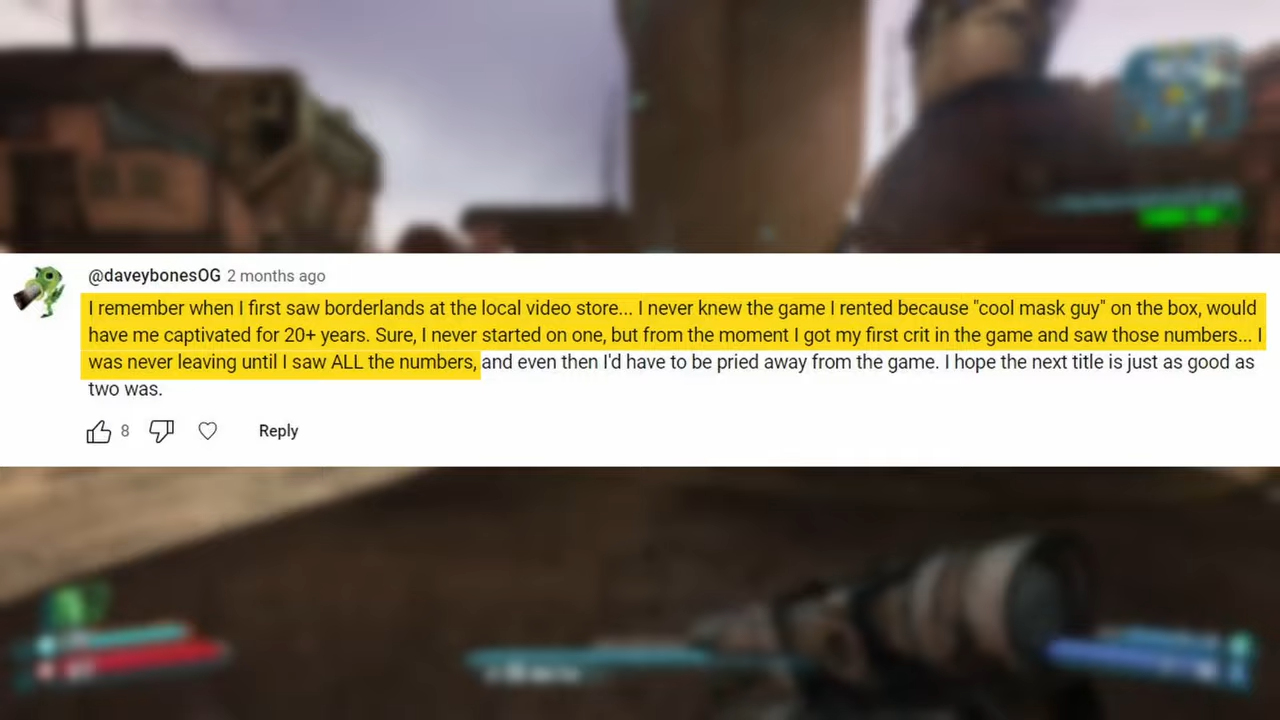 @daveybonesOG 2 months ago
I remember when I first saw borderlands at the local video store... I never knew the game I rented because "cool mask guy" on the box, would
have me captivated for 20+ years. Sure, I never started on one, but from the moment I got my first crit in the game and saw those numbers... I
was never leaving until I saw ALL the numbers, and even then I'd have to be pried away from the game. I hope the next title is just as good as
two was.
8 Reply